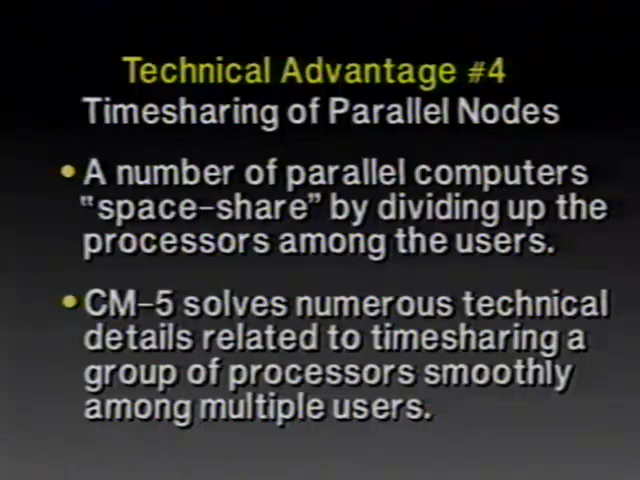 Technical Advantage #4
Timesharing of Parallel Nodes
• A number of parallel computers
"space-share" by dividing up the
processors among the users.
• CM-5 solves numerous technical
details related to timesharing a
group of processors smoothly
among multiple users.